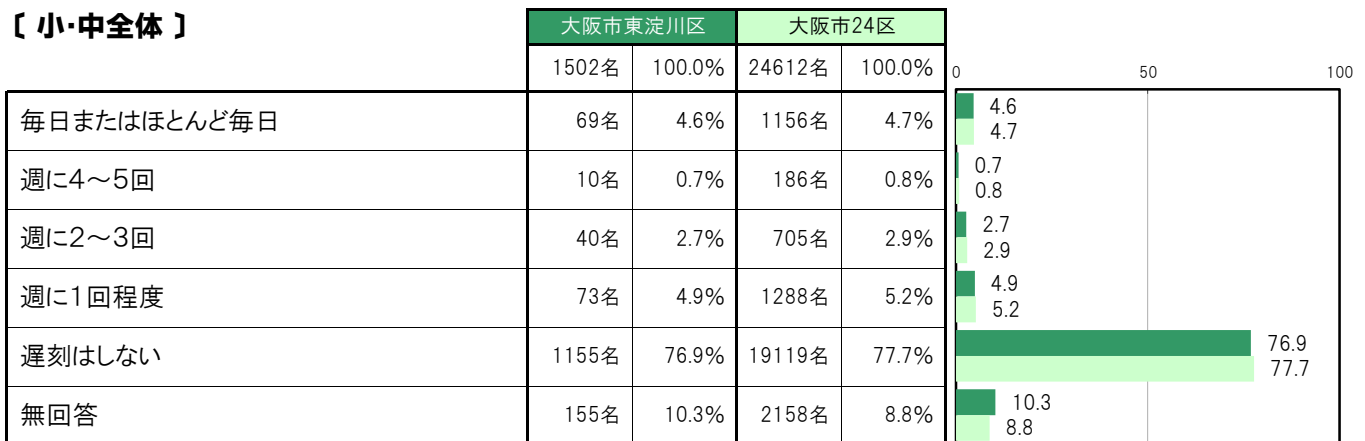 〔 小・中全体 〕
大阪市東淀川区 大阪市24区
1502名 100.0% 24612名 100.0% 0 50 100
毎日またはほとんど毎日 69名 4.6% 1156名 4.7% 4.6
4.7
週に4～5回 10名 0.7% 186名 0.8% 0.7
0.8
週に2～3回 40名 2.7% 705名 2.9% 2.7
2.9
週に1回程度 73名 4.9% 1288名 5.2% 4.9
5.2
遅刻はしない 1155名 76.9% 19119名 77.7% 76.9
77.7
無回答 155名 10.3% 2158名 8.8% 10.3
8.8